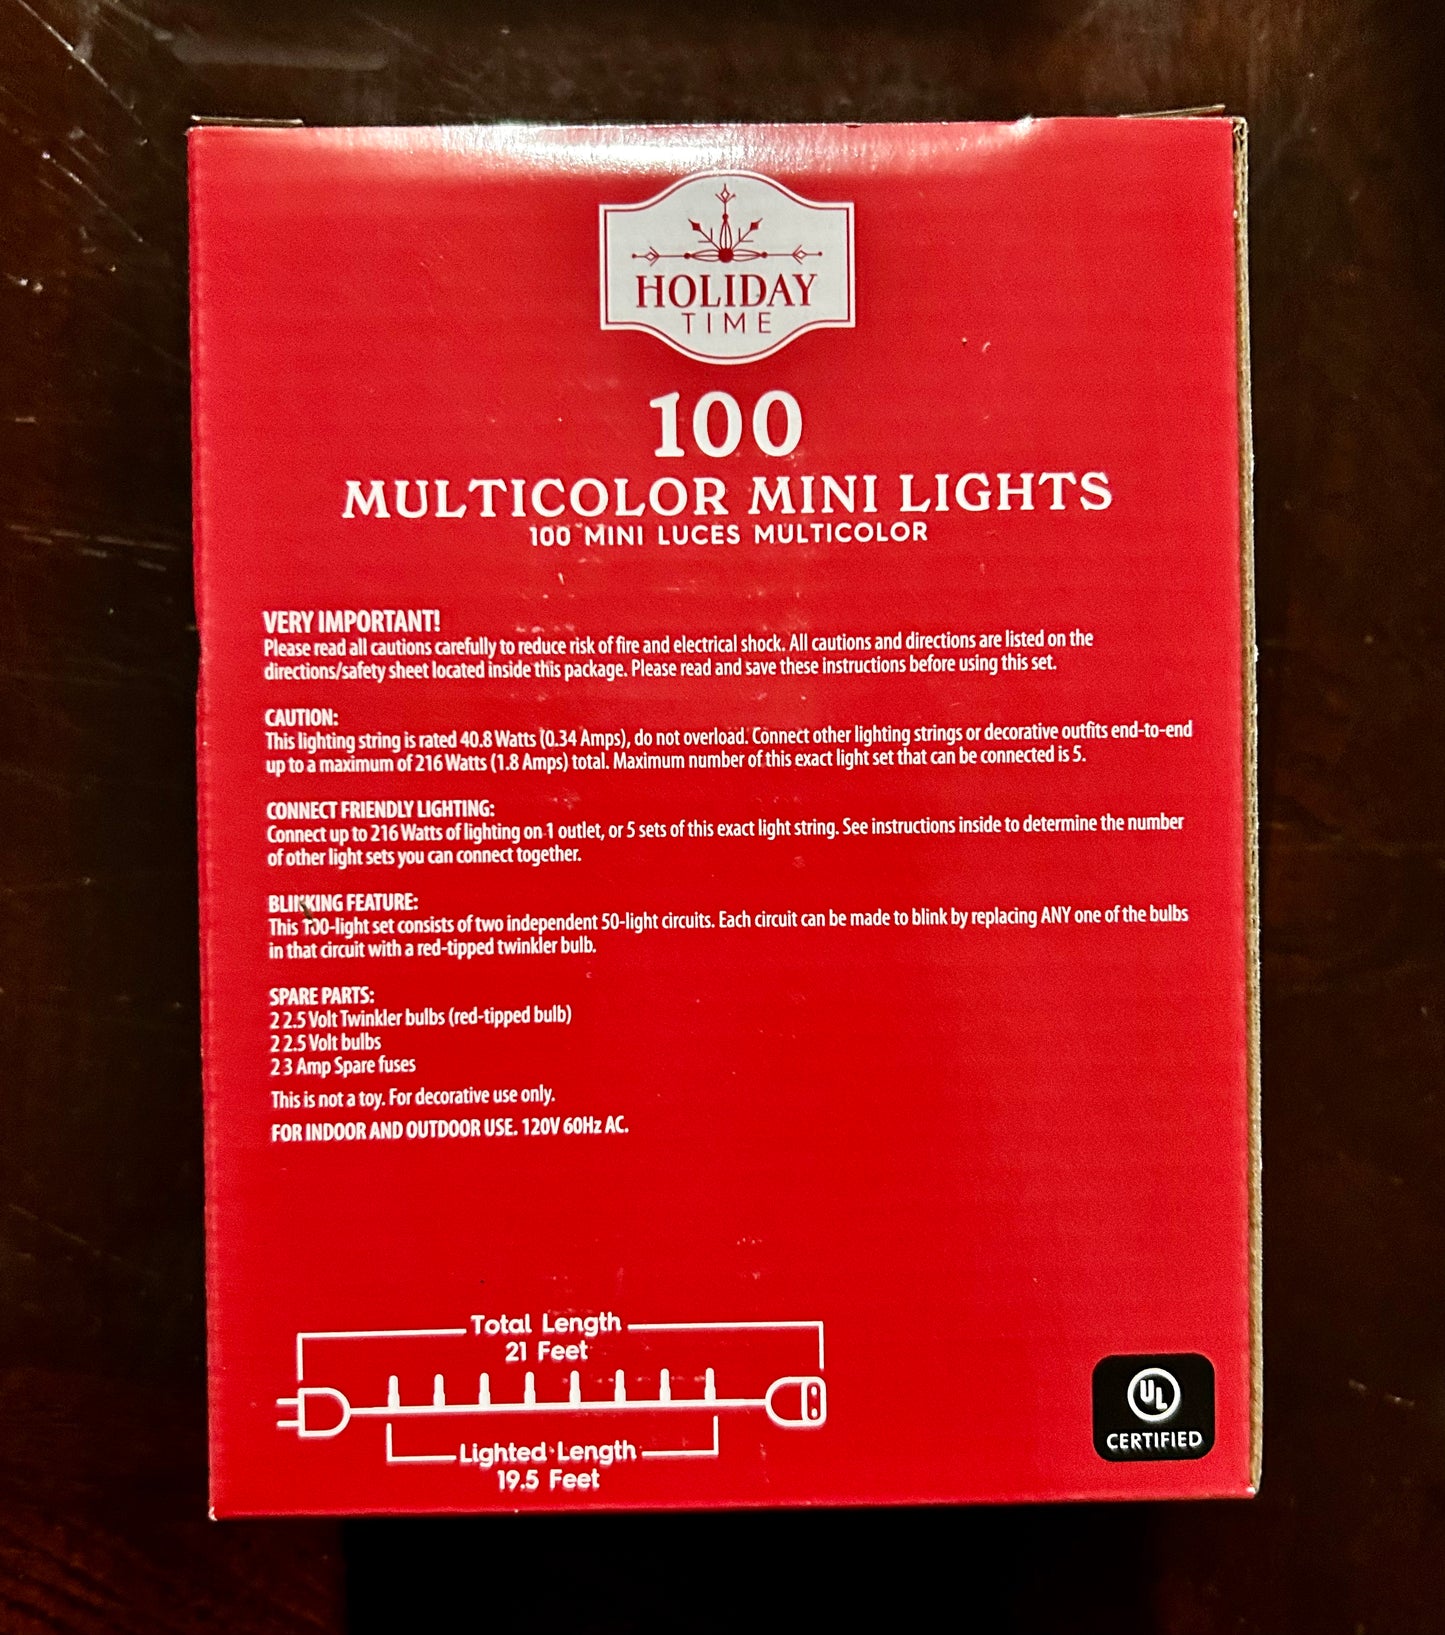 HOLIDAY
TIME
100
MULTICOLOR MINI LIGHTS
100 MINI LUCES MULTICOLOR
VERY IMPORTANT!
Please read all cautions carefully to reduce risk of fire and electrical shock. All cautions and directions are listed on the
directions/safety sheet located inside this package. Please read and save these instructions before using this set.
CAUTION:
This lighting string is rated 40.8 Watts (0.34 Amps), do not overload. Connect other lighting strings or decorative outfits end-to-end
up to a maximum of 216 Watts (1.8 Amps) total. Maximum number of this exact light set that can be connected is 5.
CONNECT FRIENDLY LIGHTING:
Connect up to 216 Watts of lighting on 1 outlet, or 5 sets of this exact light string. See instructions inside to determine the number
of other light sets you can connect together.
BLINKING FEATURE:
This 100-light set consists of two independent 50-light circuits. Each circuit can be made to blink by replacing ANY one of the bulbs
in that circuit with a red-tipped twinkler bulb.
SPARE PARTS:
2 2.5 Volt Twinkler bulbs (red-tipped bulb)
2 2.5 Volt bulbs
2 3 Amp Spare fuses
This is not a toy. For decorative use only.
FOR INDOOR AND OUTDOOR USE. 120V 60Hz AC.
Total Length
21 Feet
Lighted Length
19.5 Feet
UL
CERTIFIED